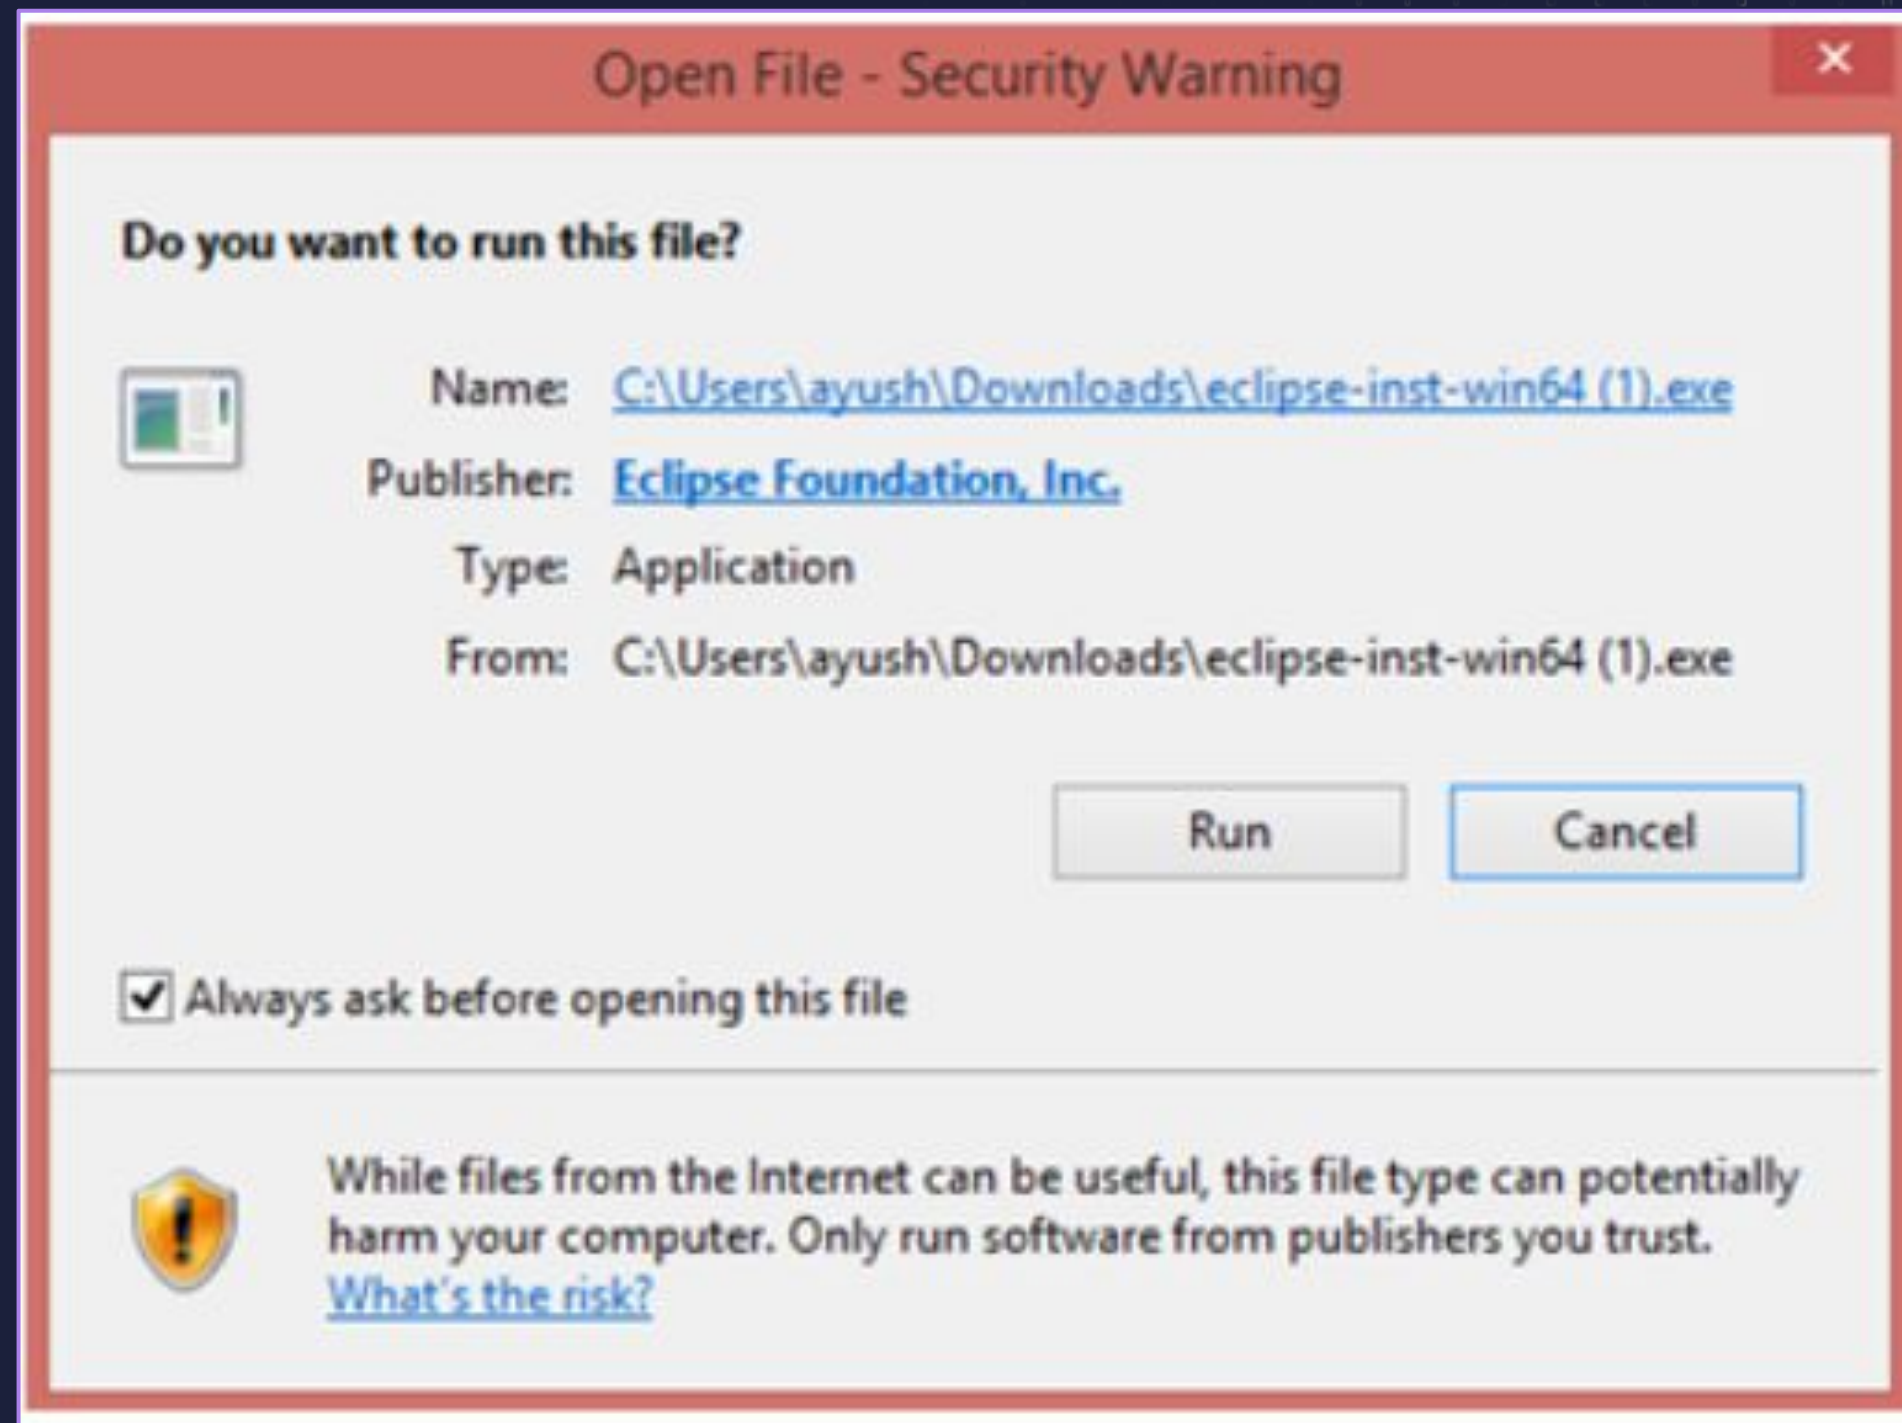 Open File - Security Warning
Do you want to run this file?
Name: C:\Users\ayush\Downloads\eclipse-inst-win64 (1).exe
Publisher: Eclipse Foundation, Inc.
Type: Application
From: C:\Users\ayush\Downloads\eclipse-inst-win64 (1).exe
Run Cancel
Always ask before opening this file
While files from the Internet can be useful, this file type can potentially
harm your computer. Only run software from publishers you trust.
What's the risk?